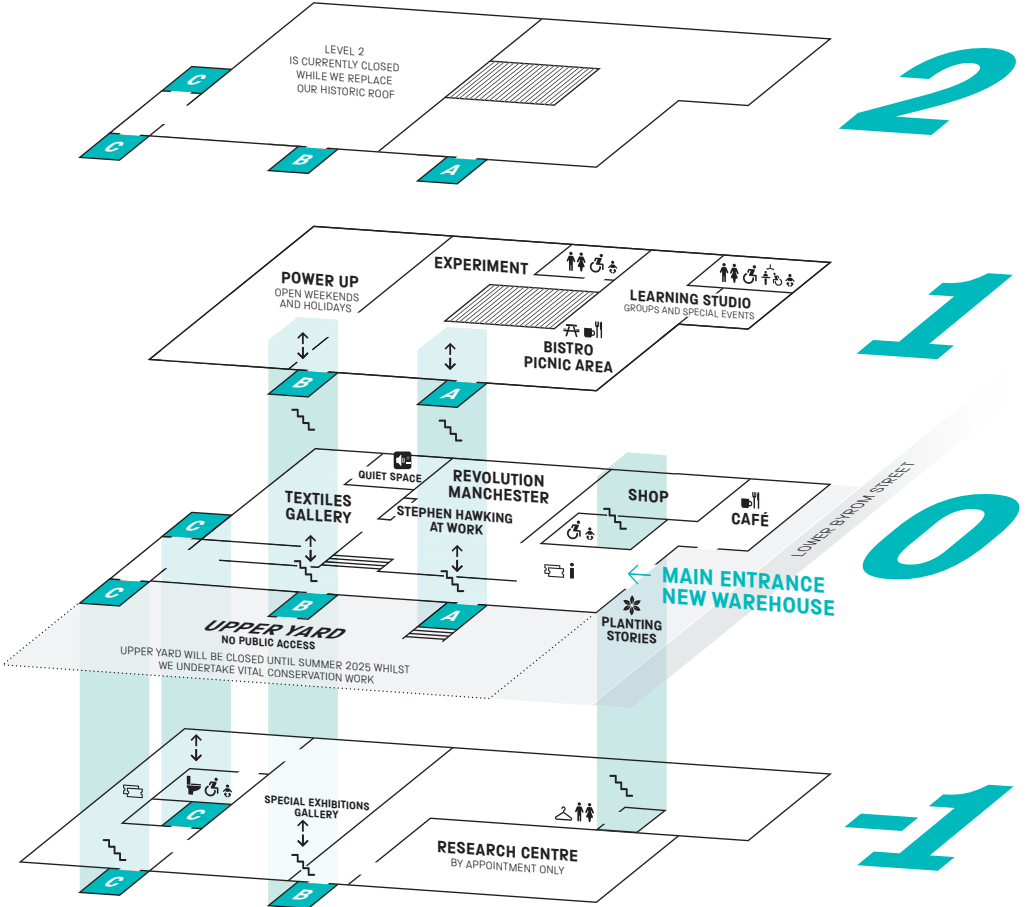 LEVEL 2
IS CURRENTLY CLOSED
WHILE WE REPLACE
OUR HISTORIC ROOF
C
C
B
A
2
POWER UP
OPEN WEEKENDS
AND HOLIDAYS
EXPERIMENT
LEARNING STUDIO
GROUPS AND SPECIAL EVENTS
BISTRO
PICNIC AREA
B
A
1
QUIET SPACE
REVOLUTION
MANCHESTER
TEXTILES
GALLERY
STEPHEN HAWKING
AT WORK
SHOP
CAFÉ
LOWER BYROM STREET
C
C
B
A
i
MAIN ENTRANCE
NEW WAREHOUSE
PLANTING
STORIES
UPPER YARD
NO PUBLIC ACCESS
UPPER YARD WILL BE CLOSED UNTIL SUMMER 2025 WHILST
WE UNDERTAKE VITAL CONSERVATION WORK
0
SPECIAL EXHIBITIONS
GALLERY
C
C
B
RESEARCH CENTRE
BY APPOINTMENT ONLY
-1